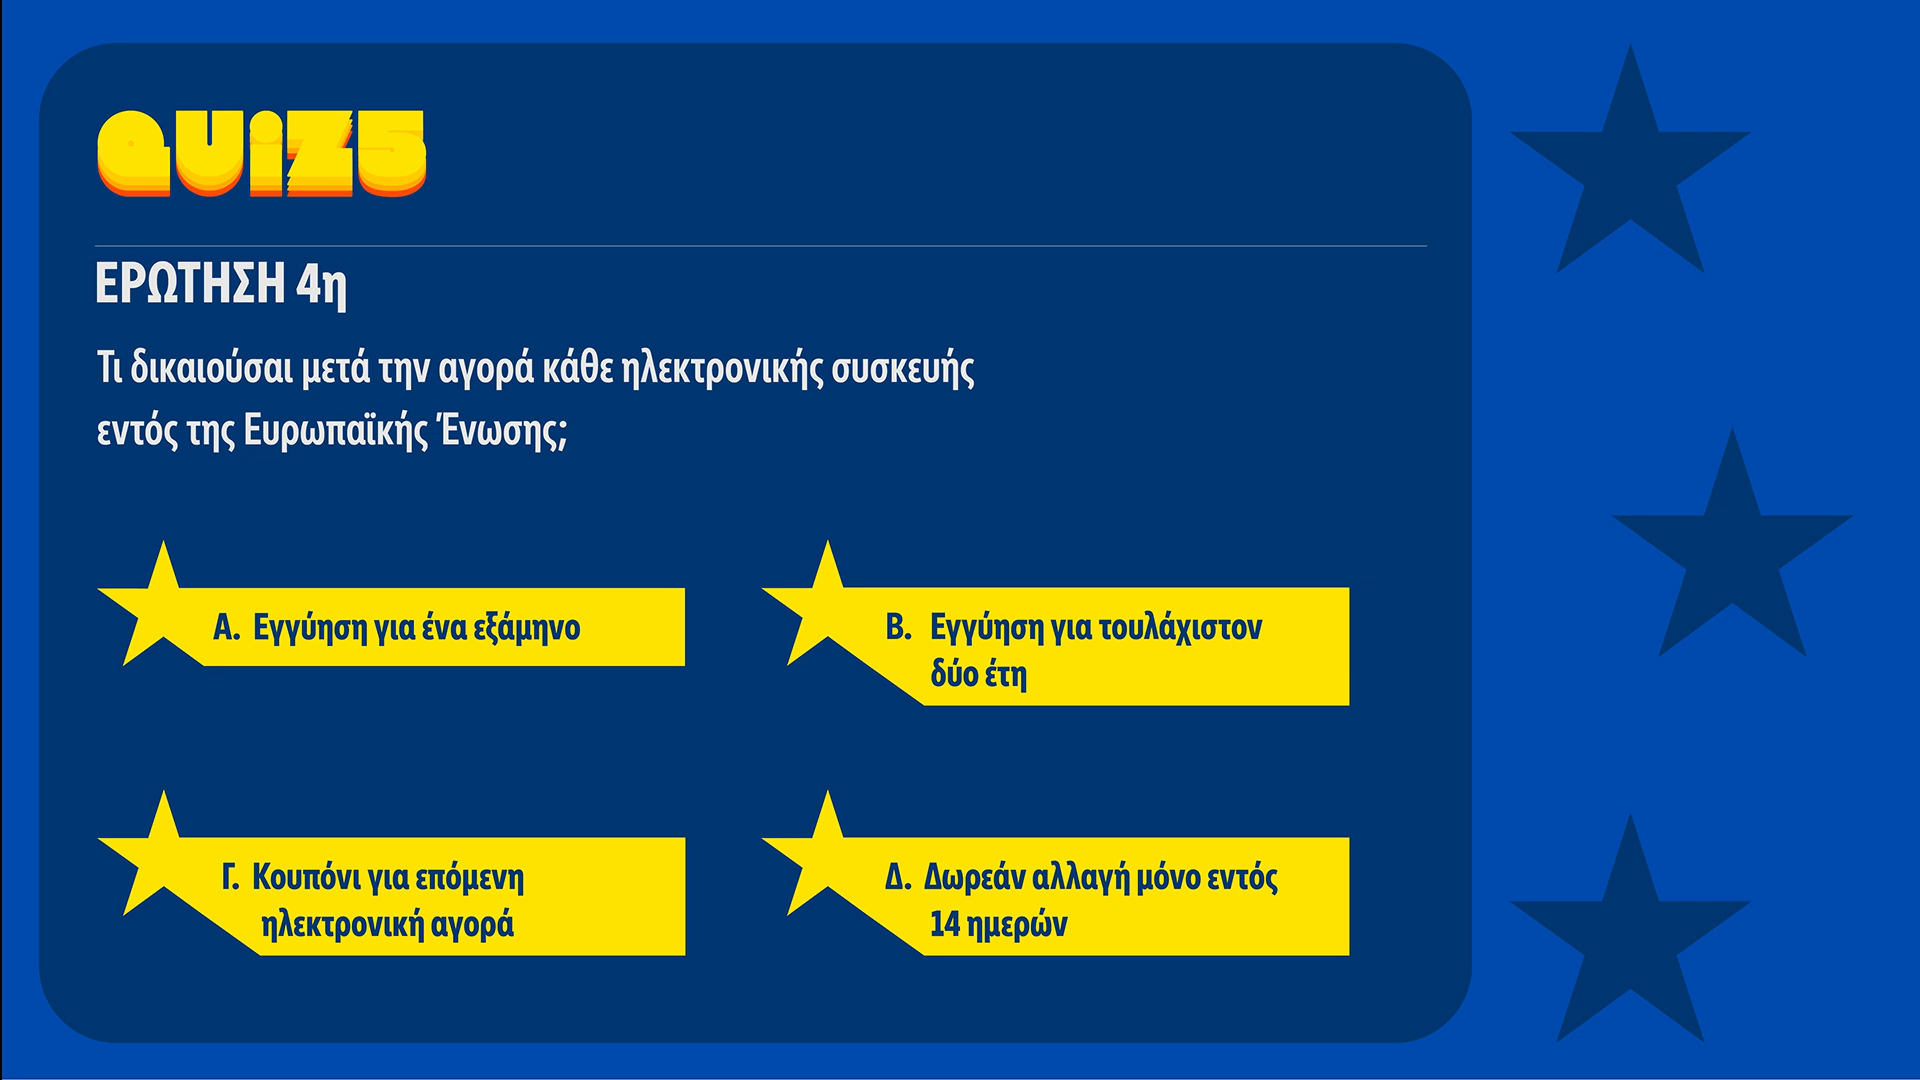 QUiZ5
ΕΡΩΤΗΣΗ 4η
Τι δικαιούσαι μετά την αγορά κάθε ηλεκτρονικής συσκευής
εντός της Ευρωπαϊκής Ένωσης;
Α. Εγγύηση για ένα εξάμηνο
Β. Εγγύηση για τουλάχιστον
δύο έτη
Γ. Κουπόνι για επόμενη
ηλεκτρονική αγορά
Δ. Δωρεάν αλλαγή μόνο εντός
14 ημερών